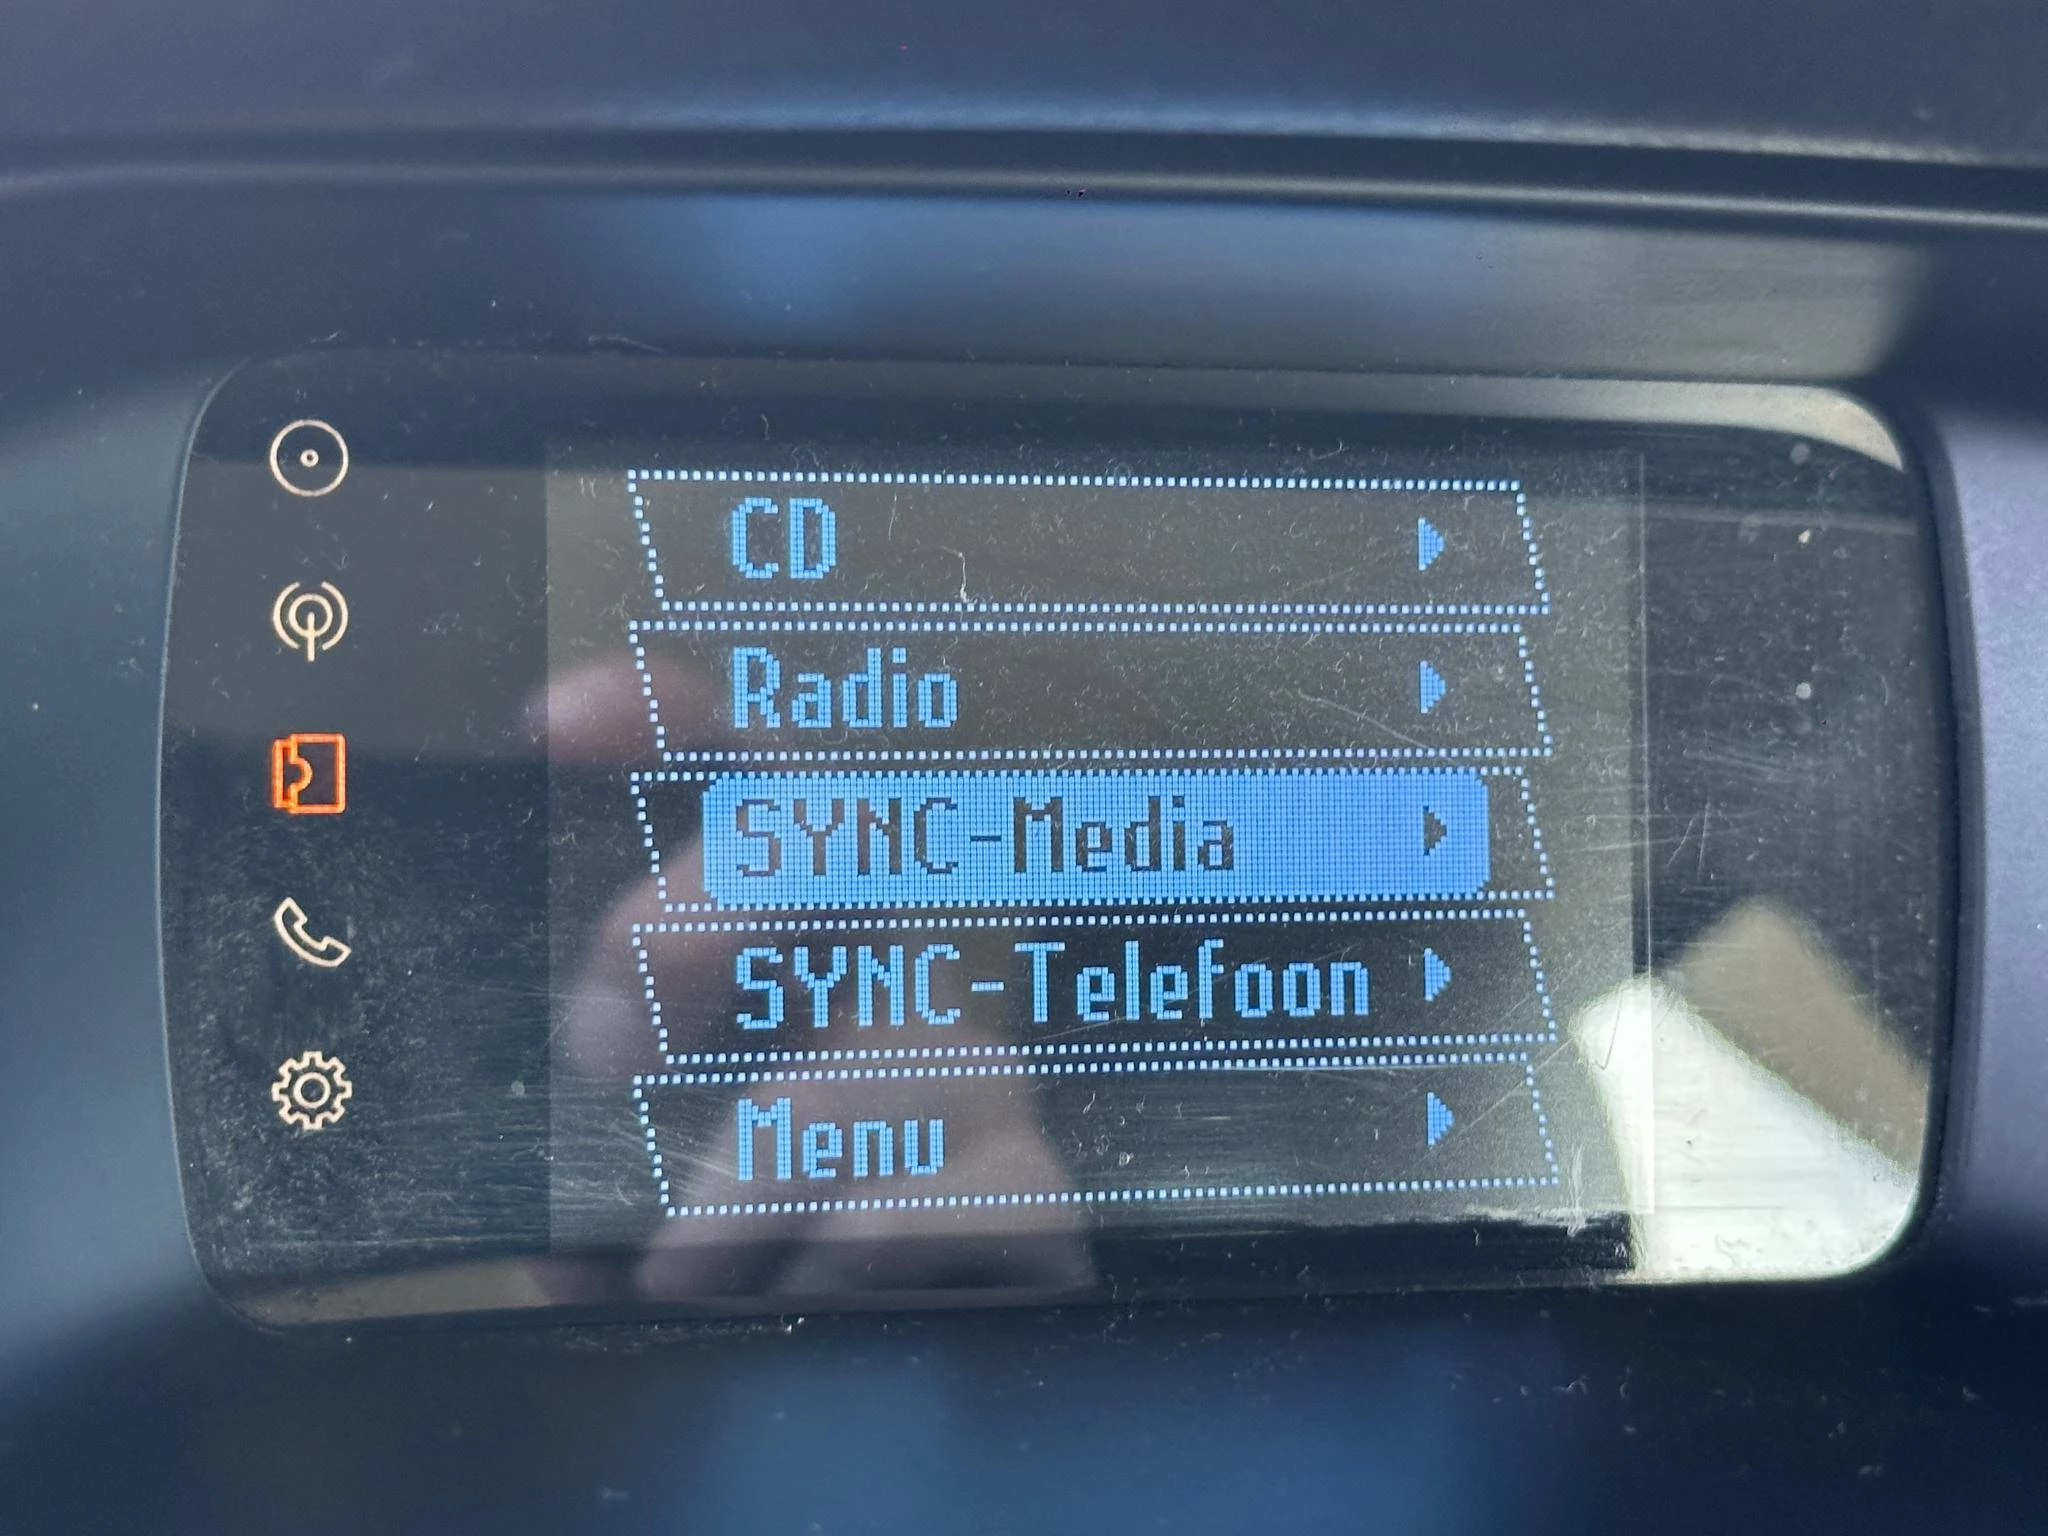 CD
Radio
SYNC-Media
SYNC-Telefoon
Menu